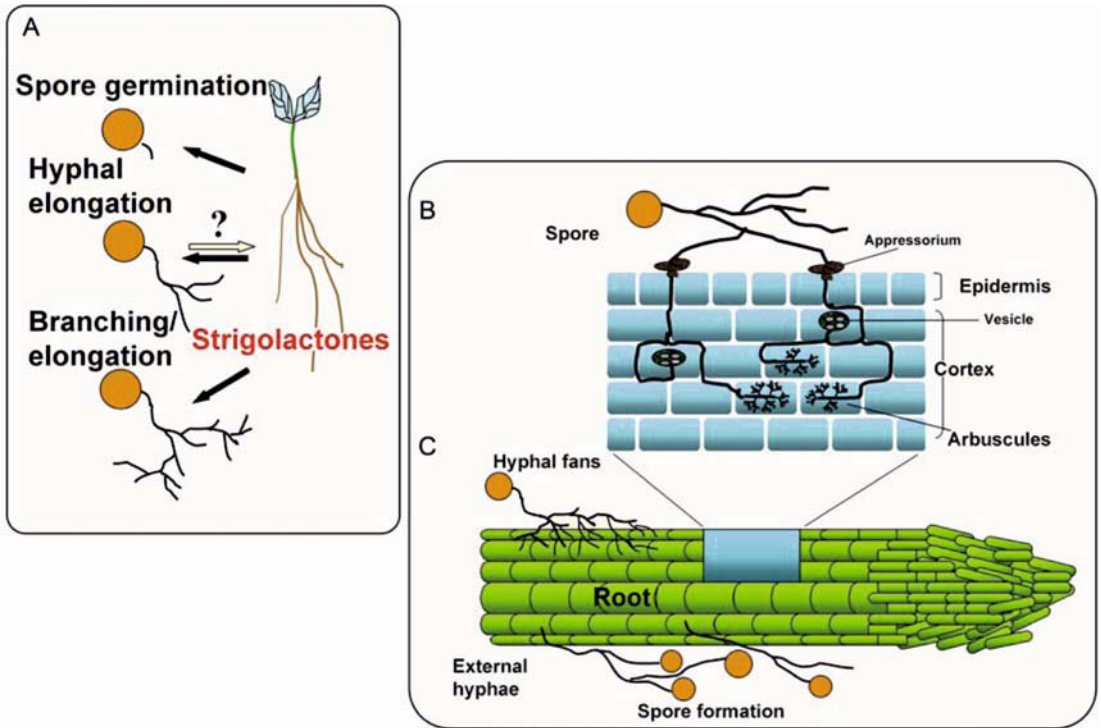 A
Spore germination
Hyphal
elongation
?
Branching/
elongation
Strigolactones
B
Spore
Appressorium
Epidermis
Vesicle
Cortex
Arbuscules
C
Hyphal fans
Root
External
hyphae
Spore formation